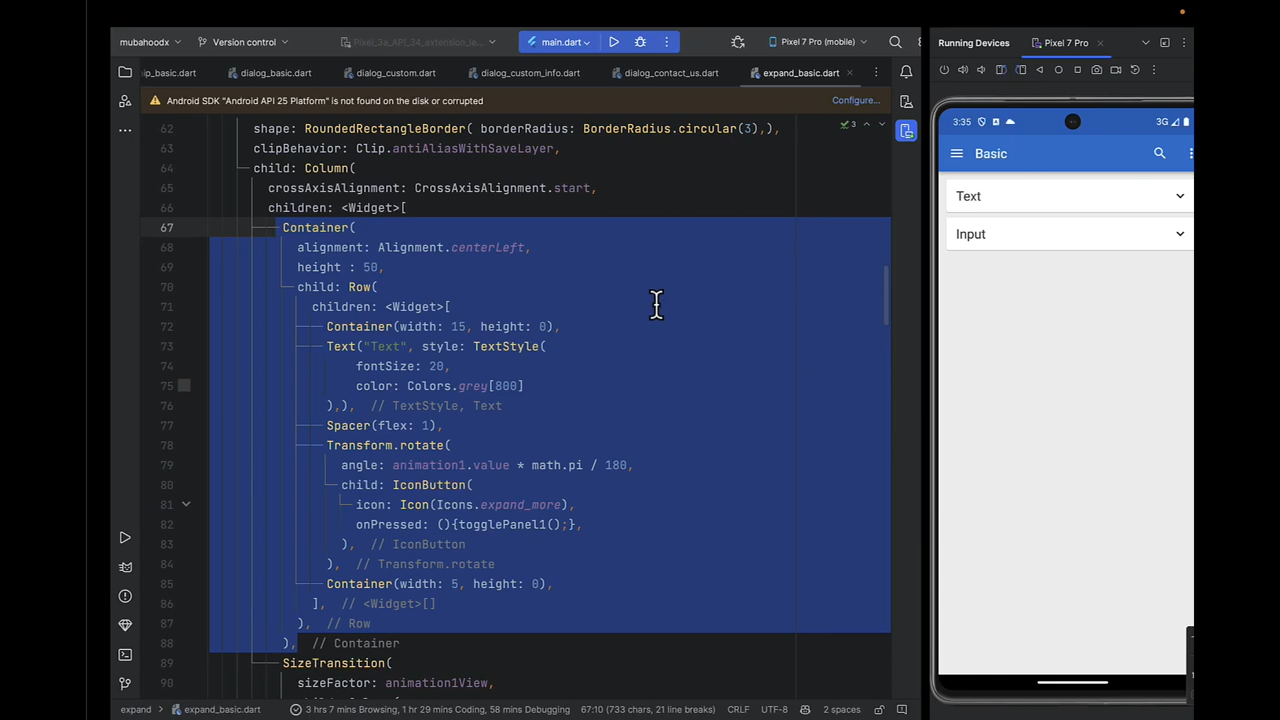 mubahoodx
Version control
main.dart
Pixel 7 Pro (mobile)
Running Devices
Pixel 7 Pro
ip_basic.dart
dialog_basic.dart
dialog_custom.dart
dialog_custom_info.dart
dialog_contact_us.dart
expand_basic.dart
Android SDK "Android API 25 Platform" is not found on the disk or corrupted
Configure...
3
62 shape: RoundedRectangleBorder( borderRadius: BorderRadius.circular(3),),
63 clipBehavior: Clip.antiAliasWithSaveLayer,
64 child: Column(
65 crossAxisAlignment: CrossAxisAlignment.start,
66 children: <Widget>[
67 Container(
68 alignment: Alignment.centerLeft,
69 height : 50,
70 child: Row(
71 children: <Widget>[
72 Container(width: 15, height: 0),
73 Text("Text", style: TextStyle(
74 fontSize: 20,
75 color: Colors.grey[800]
76 ),), // TextStyle, Text
77 Spacer(flex: 1),
78 Transform.rotate(
79 angle: animation1.value * math.pi / 180,
80 child: IconButton(
81 icon: Icon(Icons.expand_more),
82 onPressed: (){togglePanel1();},
83 ), // IconButton
84 ), // Transform.rotate
85 Container(width: 5, height: 0),
86 ], // <Widget>[]
87 ), // Row
88 ), // Container
89 SizeTransition(
90 sizeFactor: animation1View,
3:35
3G
Basic
Text
Input
expand
expand_basic.dart
3 hrs 7 mins Browsing, 1 hr 29 mins Coding, 58 mins Debugging
67:10 (733 chars, 21 line breaks)
CRLF
UTF-8
2 spaces